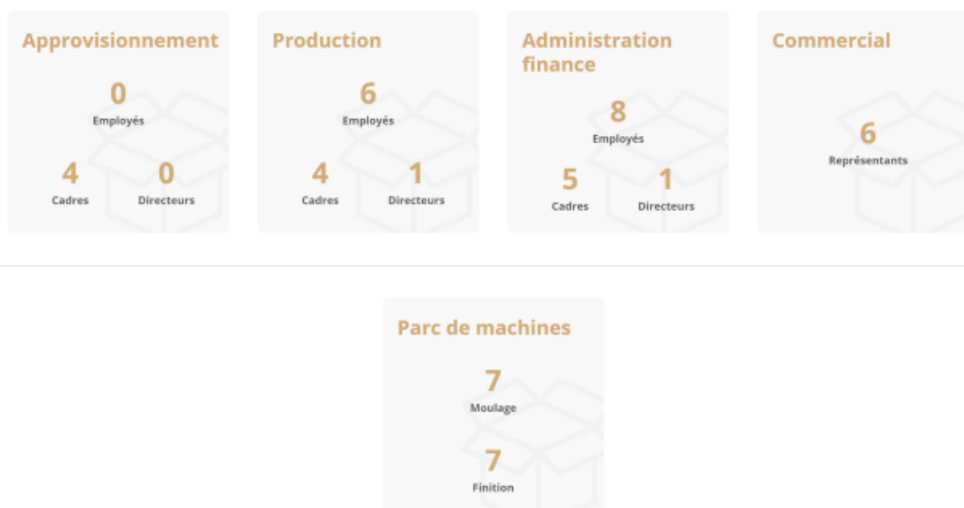 Approvisionnement
0
Employés
4
Cadres
0
Directeurs
Production
6
Employés
4
Cadres
1
Directeurs
Administration
finance
8
Employés
5
Cadres
1
Directeurs
Commercial
6
Représentants
Parc de machines
7
Moulage
7
Finition